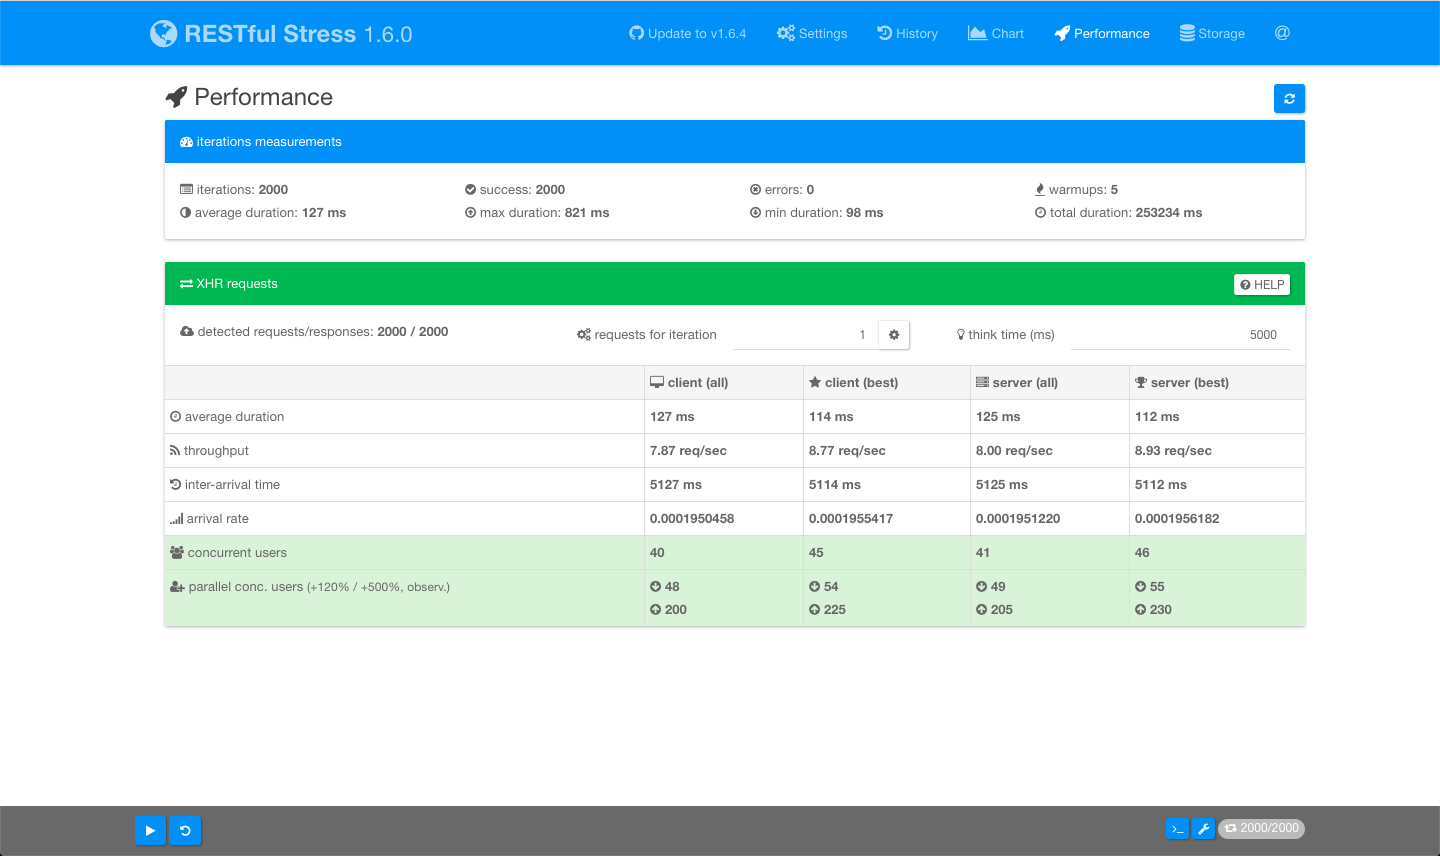 RESTful Stress 1.6.0
Update to v1.6.4
Settings
History
Chart
Performance
Storage
@
Performance
iterations measurements
iterations: 2000 success: 2000 errors: 0 warmups: 5
average duration: 127 ms max duration: 821 ms min duration: 98 ms total duration: 253234 ms
XHR requests HELP
detected requests/responses: 2000 / 2000 requests for iteration 1 think time (ms) 5000
client (all) client (best) server (all) server (best)
average duration 127 ms 114 ms 125 ms 112 ms
throughput 7.87 req/sec 8.77 req/sec 8.00 req/sec 8.93 req/sec
inter-arrival time 5127 ms 5114 ms 5125 ms 5112 ms
arrival rate 0.0001950458 0.0001955417 0.0001951220 0.0001956182
concurrent users 40 45 41 46
parallel conc. users (+120% / +500%, observ.) 48 54 49 55
200 225 205 230
2000/2000